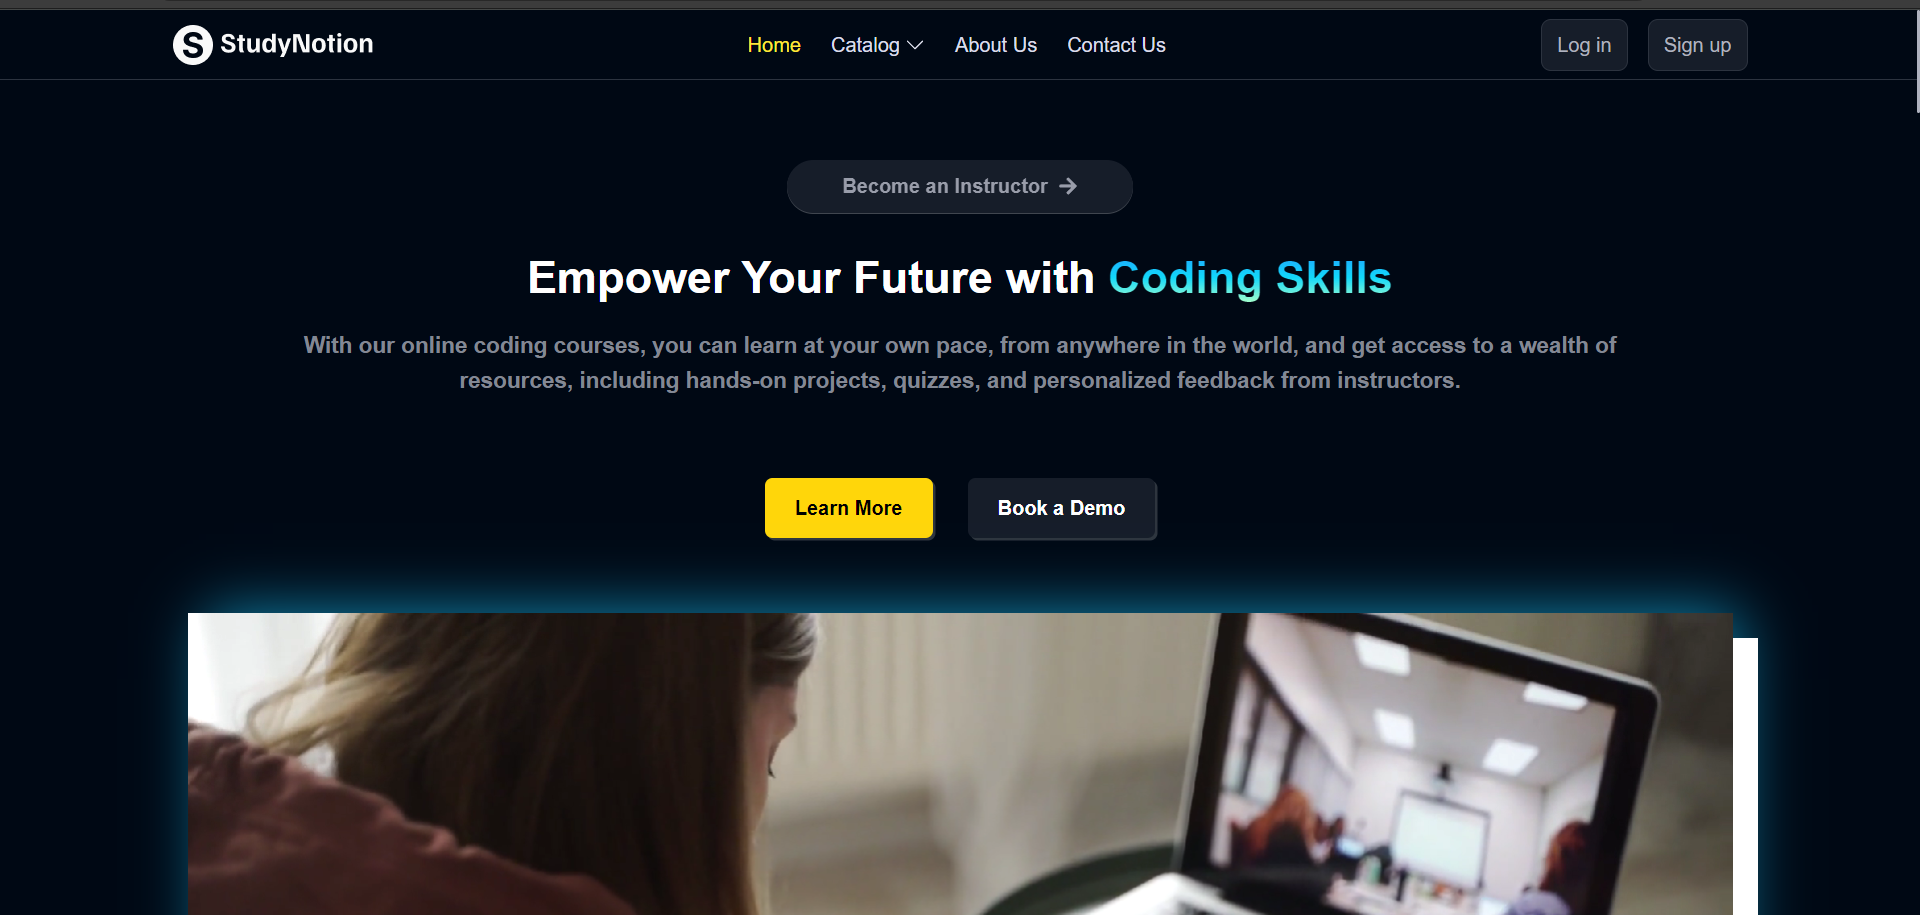 StudyNotion
Home Catalog About Us Contact Us
Log in Sign up
Become an Instructor
Empower Your Future with Coding Skills
With our online coding courses, you can learn at your own pace, from anywhere in the world, and get access to a wealth of
resources, including hands-on projects, quizzes, and personalized feedback from instructors.
Learn More Book a Demo